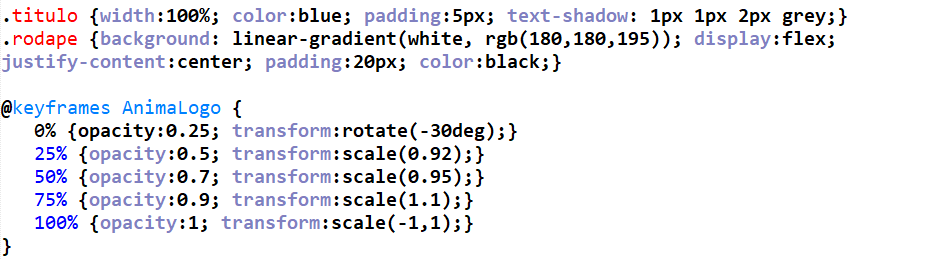 .titulo {width:100%; color:blue; padding:5px; text-shadow: 1px 1px 2px grey;}
.rodape {background: linear-gradient(white, rgb(180,180,195)); display:flex;
justify-content:center; padding:20px; color:black;}
@keyframes AnimaLogo {
0% {opacity:0.25; transform:rotate(-30deg);}
25% {opacity:0.5; transform:scale(0.92);}
50% {opacity:0.7; transform:scale(0.95);}
75% {opacity:0.9; transform:scale(1.1);}
100% {opacity:1; transform:scale(-1,1);}
}